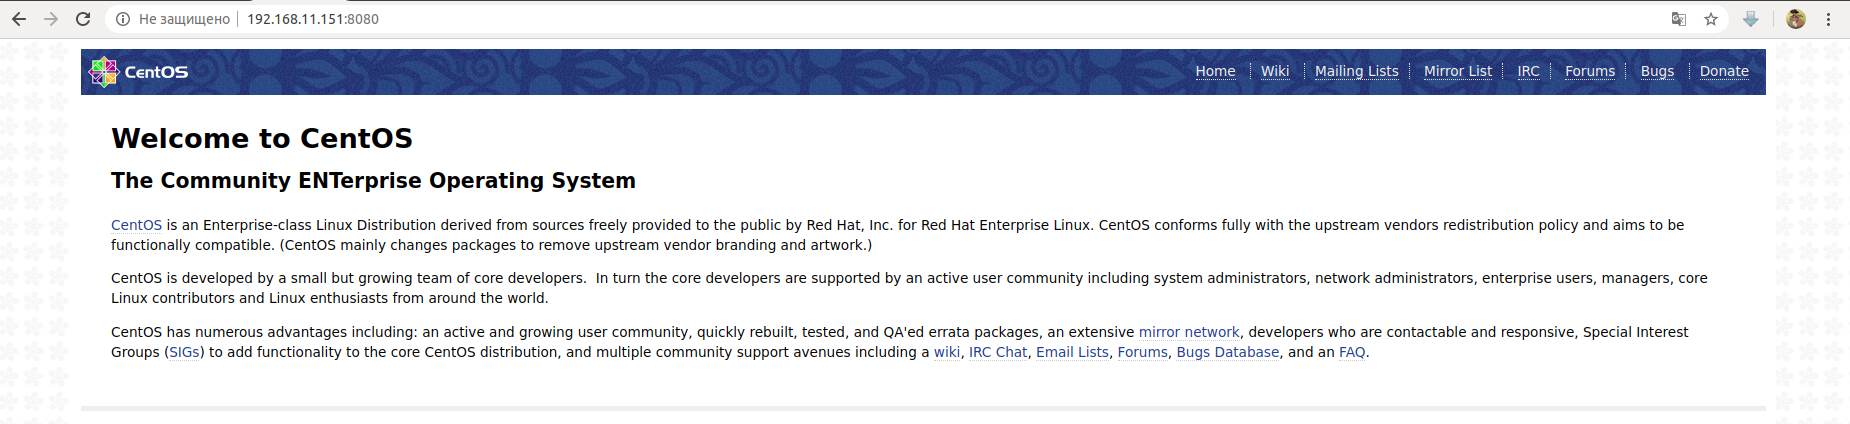 Не защищено 192.168.11.151:8080
CentOS Home Wiki Mailing Lists Mirror List IRC Forums Bugs Donate
Welcome to CentOS
The Community ENTerprise Operating System
CentOS is an Enterprise-class Linux Distribution derived from sources freely provided to the public by Red Hat, Inc. for Red Hat Enterprise Linux. CentOS conforms fully with the upstream vendors redistribution policy and aims to be
functionally compatible. (CentOS mainly changes packages to remove upstream vendor branding and artwork.)
CentOS is developed by a small but growing team of core developers.  In turn the core developers are supported by an active user community including system administrators, network administrators, enterprise users, managers, core
Linux contributors and Linux enthusiasts from around the world.
CentOS has numerous advantages including: an active and growing user community, quickly rebuilt, tested, and QA'ed errata packages, an extensive mirror network, developers who are contactable and responsive, Special Interest
Groups (SIGs) to add functionality to the core CentOS distribution, and multiple community support avenues including a wiki, IRC Chat, Email Lists, Forums, Bugs Database, and an FAQ.